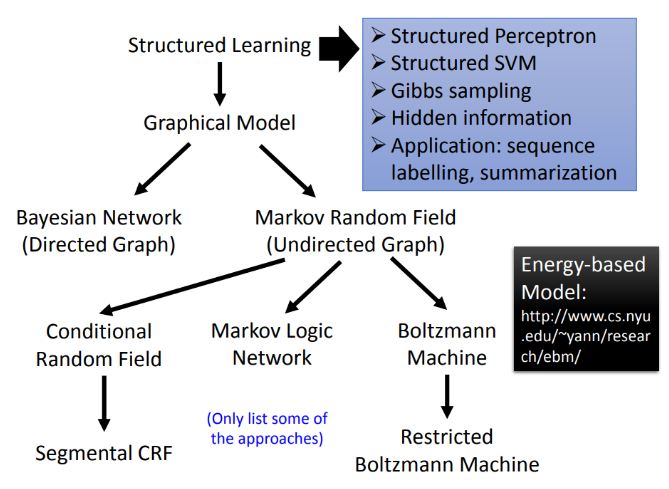 Structured Learning
➢ Structured Perceptron
➢ Structured SVM
➢ Gibbs sampling
➢ Hidden information
➢ Application: sequence
labelling, summarization
Graphical Model
Bayesian Network
(Directed Graph)
Markov Random Field
(Undirected Graph)
Energy-based
Model:
http://www.cs.nyu
.edu/~yann/resear
ch/ebm/
Conditional
Random Field
Markov Logic
Network
Boltzmann
Machine
(Only list some of
the approaches)
Segmental CRF
Restricted
Boltzmann Machine